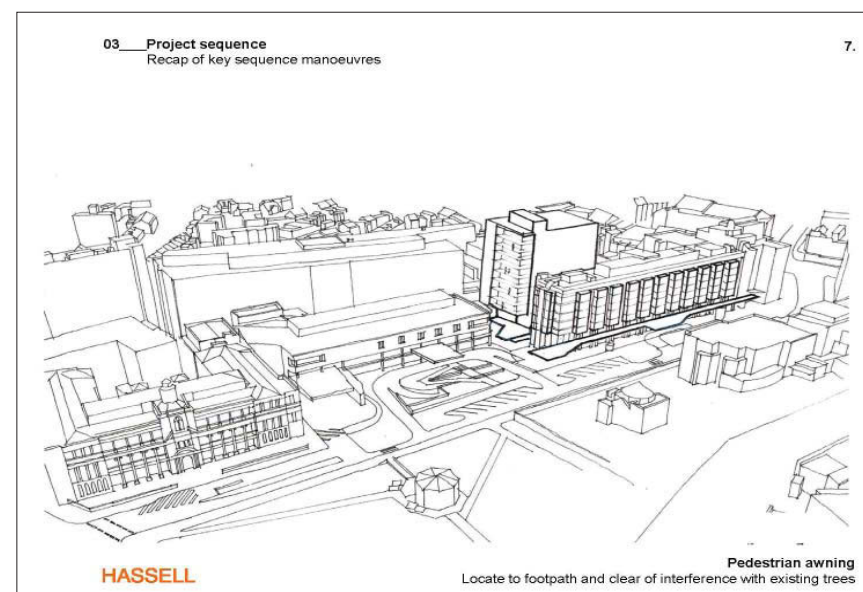 03___Project sequence
7.
Recap of key sequence manoeuvres
HASSELL
Pedestrian awning
Locate to footpath and clear of interference with existing trees